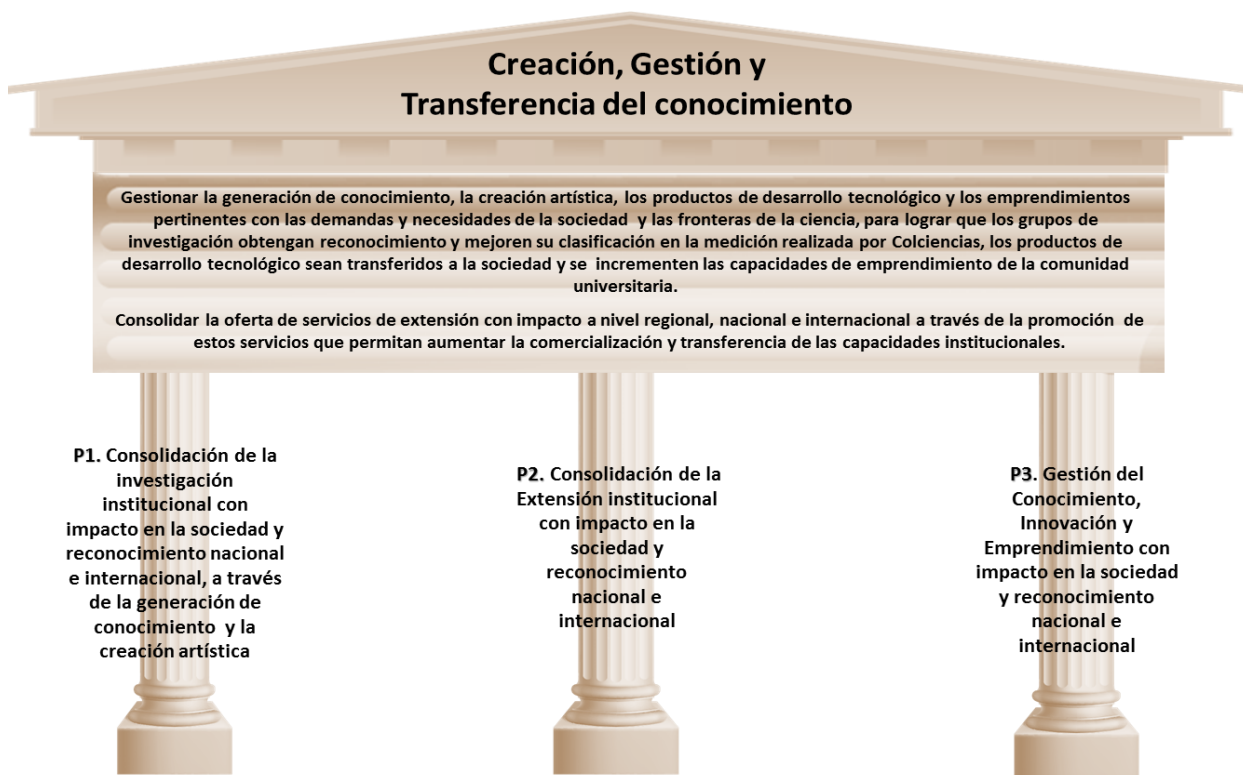 Creación, Gestión y
Transferencia del conocimiento
Gestionar la generación de conocimiento, la creación artística, los productos de desarrollo tecnológico y los emprendimientos
pertinentes con las demandas y necesidades de la sociedad y las fronteras de la ciencia, para lograr que los grupos de
investigación obtengan reconocimiento y mejoren su clasificación en la medición realizada por Colciencias, los productos de
desarrollo tecnológico sean transferidos a la sociedad y se incrementen las capacidades de emprendimiento de la comunidad
universitaria.
Consolidar la oferta de servicios de extensión con impacto a nivel regional, nacional e internacional a través de la promoción de
estos servicios que permitan aumentar la comercialización y transferencia de las capacidades institucionales.
P1. Consolidación de la
investigación
institucional con
impacto en la sociedad y
reconocimiento nacional
e internacional, a través
de la generación de
conocimiento y la
creación artística
P2. Consolidación de la
Extensión institucional
con impacto en la
sociedad y
reconocimiento
nacional e
internacional
P3. Gestión del
Conocimiento,
Innovación y
Emprendimiento con
impacto en la sociedad
y reconocimiento
nacional e
internacional